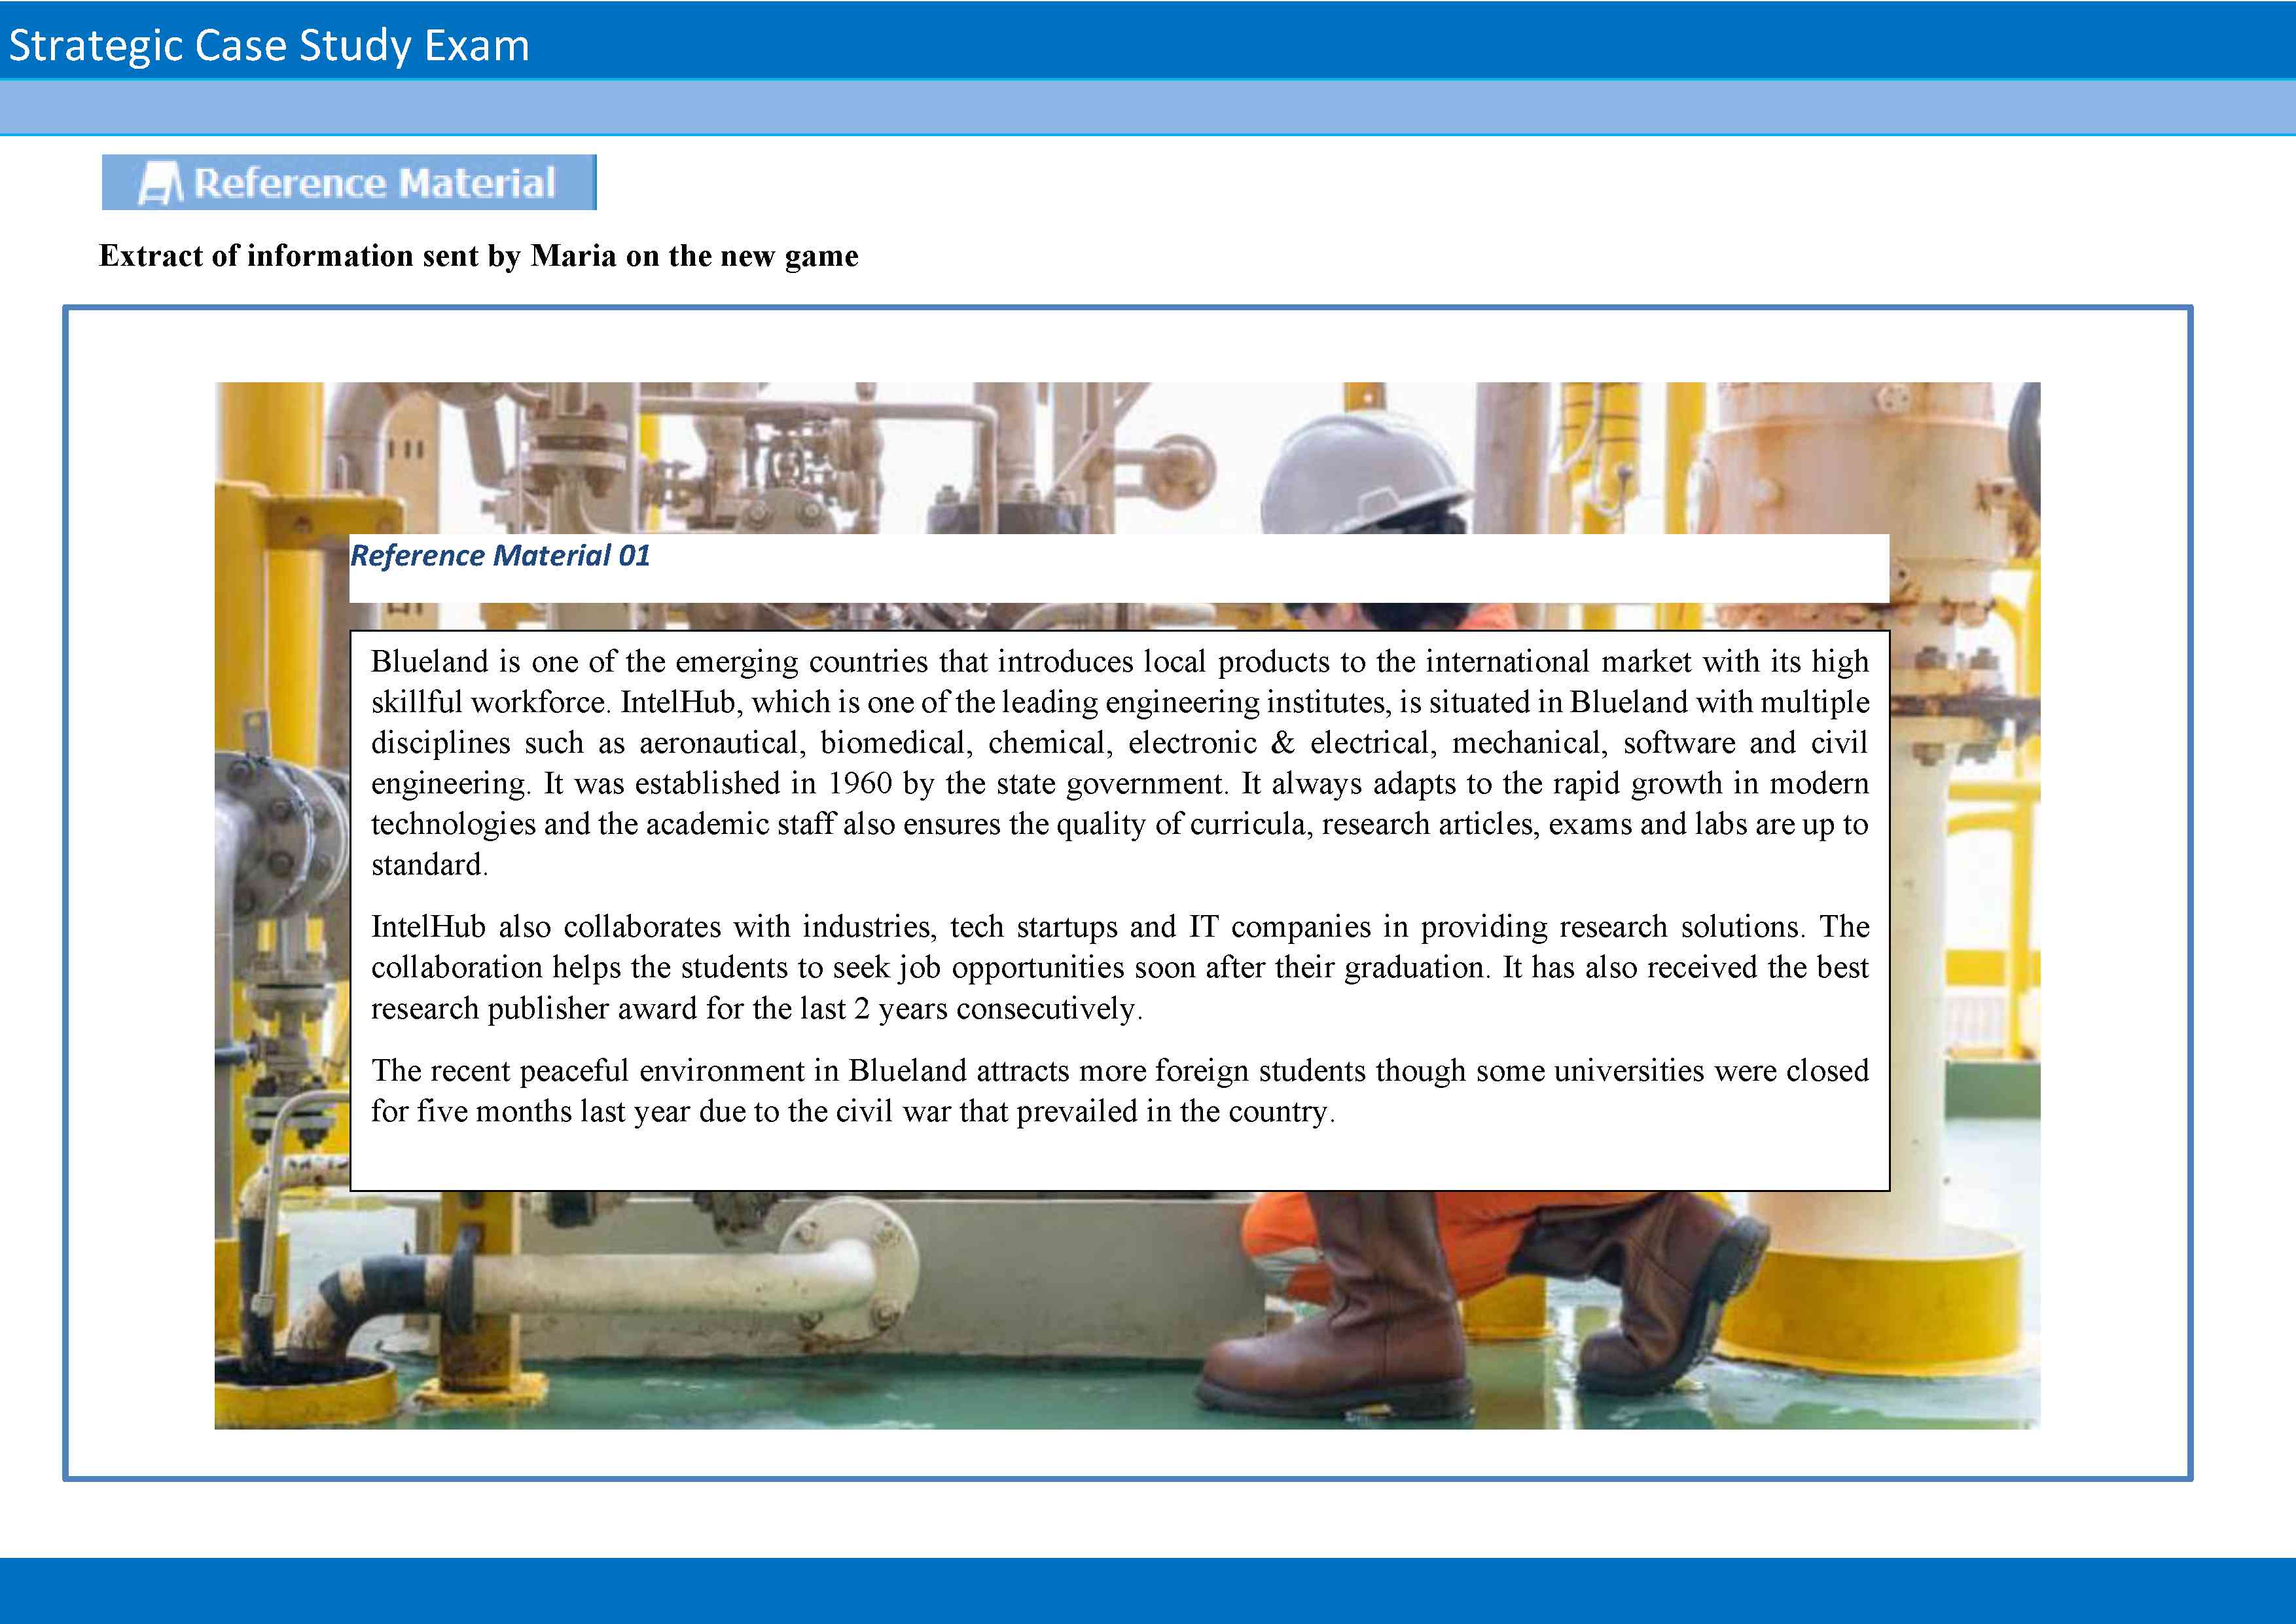 Strategic Case Study Exam
Reference Material
Extract of information sent by Maria on the new game
Reference Material 01
Blueland is one of the emerging countries that introduces local products to the international market with its high
skillful workforce. IntelHub, which is one of the leading engineering institutes, is situated in Blueland with multiple
disciplines such as aeronautical, biomedical, chemical, electronic & electrical, mechanical, software and civil
engineering. It was established in 1960 by the state government. It always adapts to the rapid growth in modern
technologies and the academic staff also ensures the quality of curricula, research articles, exams and labs are up to
standard.
IntelHub also collaborates with industries, tech startups and IT companies in providing research solutions. The
collaboration helps the students to seek job opportunities soon after their graduation. It has also received the best
research publisher award for the last 2 years consecutively.
The recent peaceful environment in Blueland attracts more foreign students though some universities were closed
for five months last year due to the civil war that prevailed in the country.